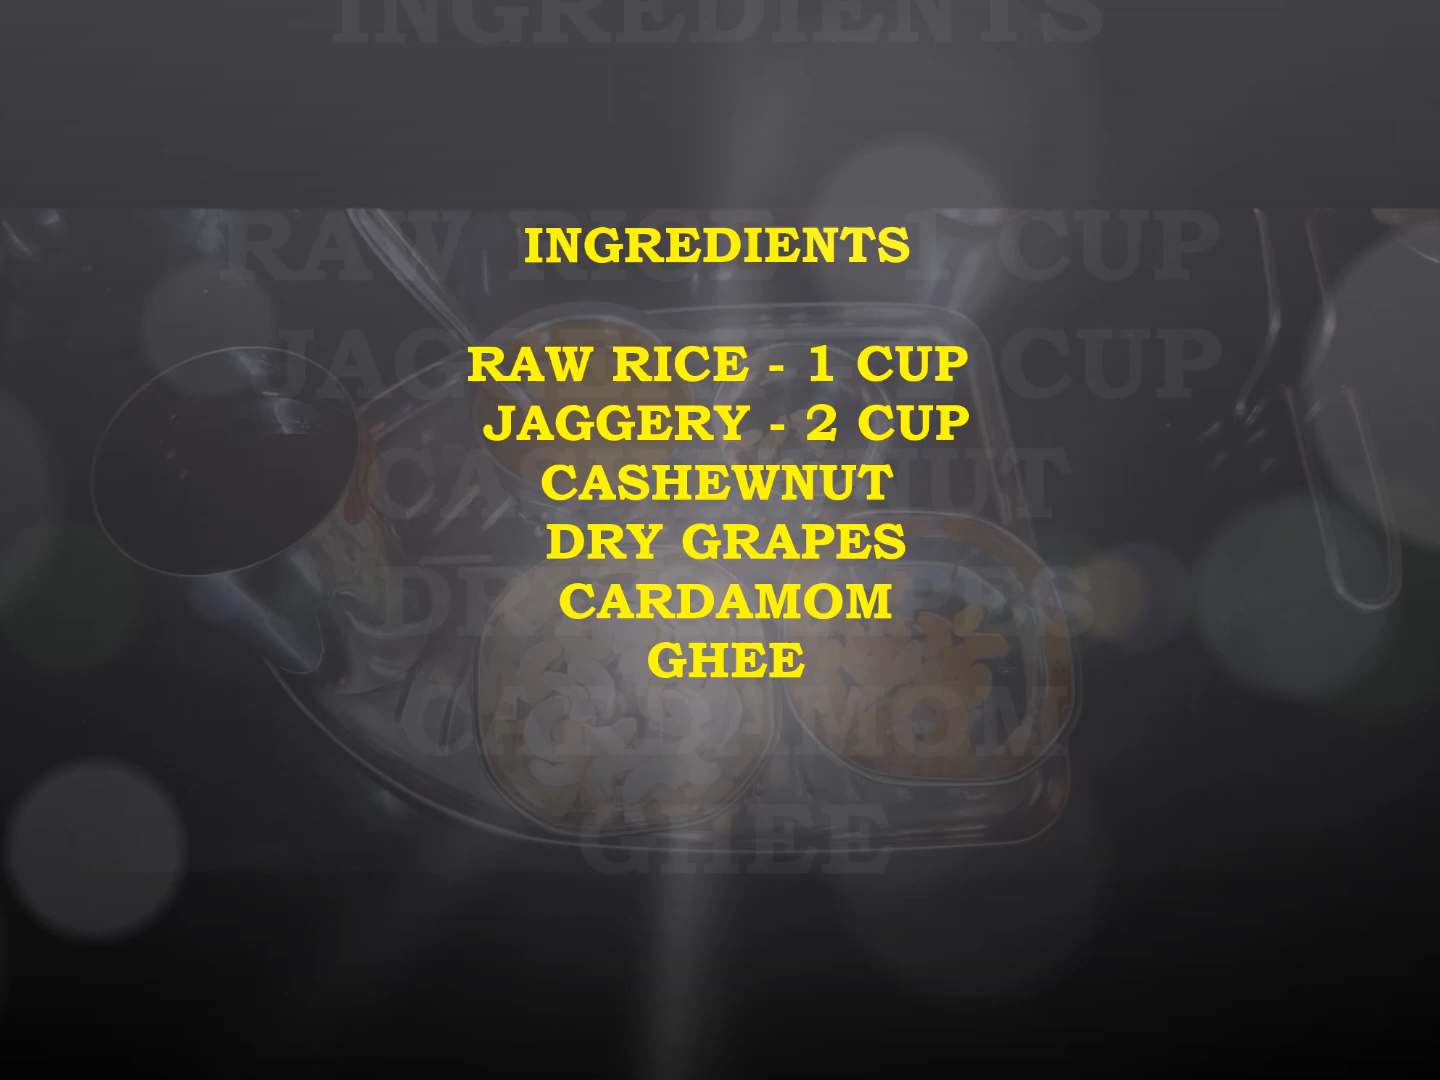 INGREDIENTS
RAW RICE - 1 CUP
JAGGERY - 2 CUP
CASHEWNUT
DRY GRAPES
CARDAMOM
GHEE